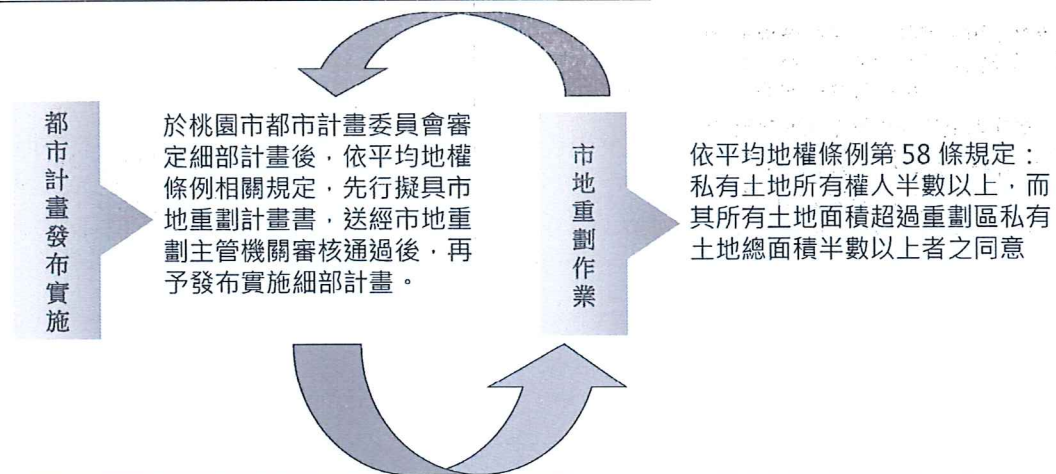 都市計畫發布實施
於桃園市都市計畫委員會審
定細部計畫後，依平均地權
條例相關規定，先行擬具市
地重劃計畫書，送經市地重
劃主管機關審核通過後，再
予發布實施細部計畫。
市地重劃作業
依平均地權條例第 58 條規定：
私有土地所有權人半數以上，而
其所有土地面積超過重劃區私有
土地總面積半數以上者之同意